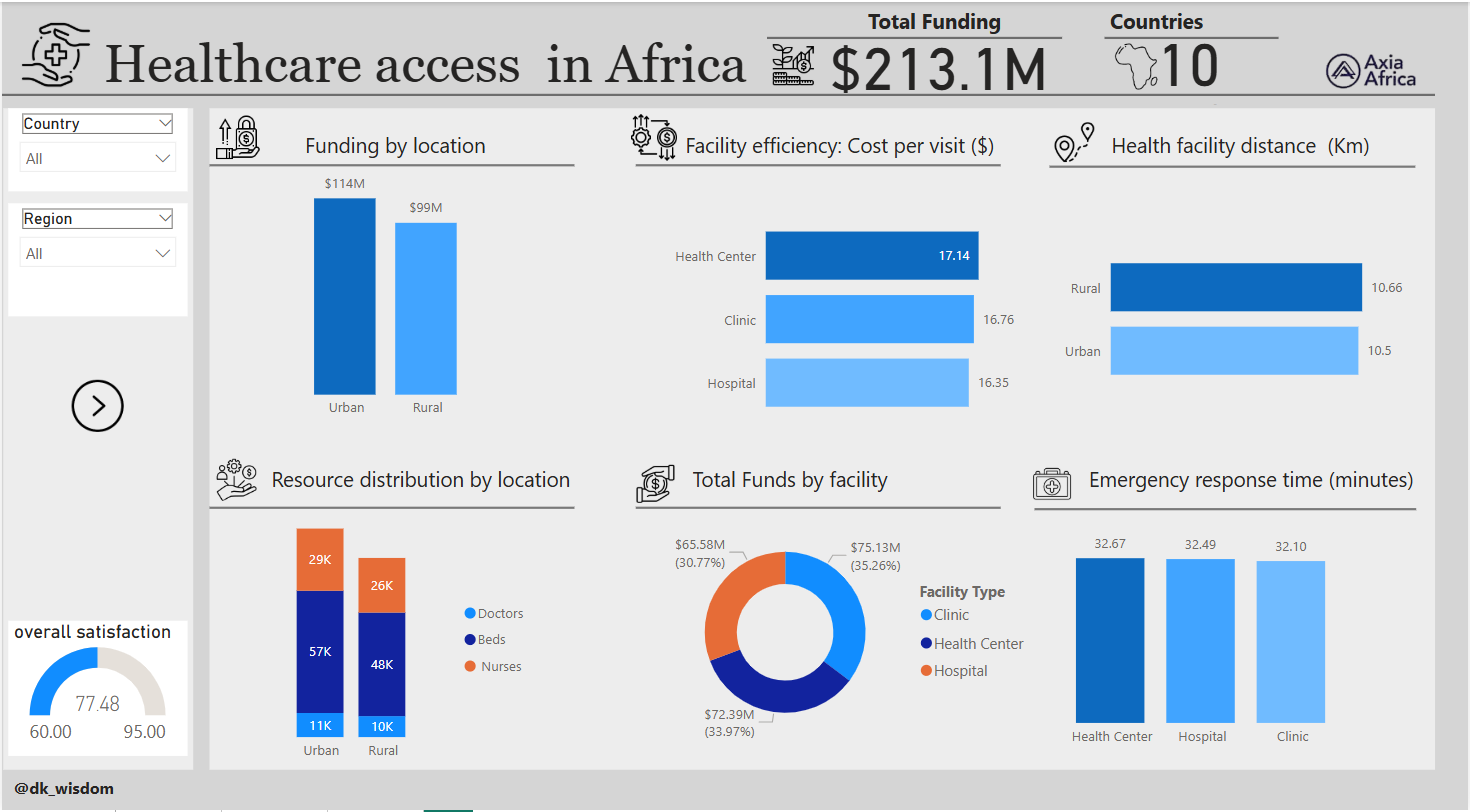 Healthcare access in Africa
Total Funding
$213.1M
Countries
10
Axia
Africa
Country
All
Region
All
overall satisfaction
77.48
60.00
95.00
Funding by location
$114M
$99M
Urban
Rural
Facility efficiency: Cost per visit ($)
Health Center
17.14
Clinic
16.76
Hospital
16.35
Health facility distance (Km)
Rural
10.66
Urban
10.5
Resource distribution by location
29K
57K
11K
26K
48K
10K
Urban
Rural
Doctors
Beds
Nurses
Total Funds by facility
$65.58M
(30.77%)
$75.13M
(35.26%)
$72.39M
(33.97%)
Facility Type
Clinic
Health Center
Hospital
Emergency response time (minutes)
32.67
32.49
32.10
Health Center
Hospital
Clinic
@dk_wisdom